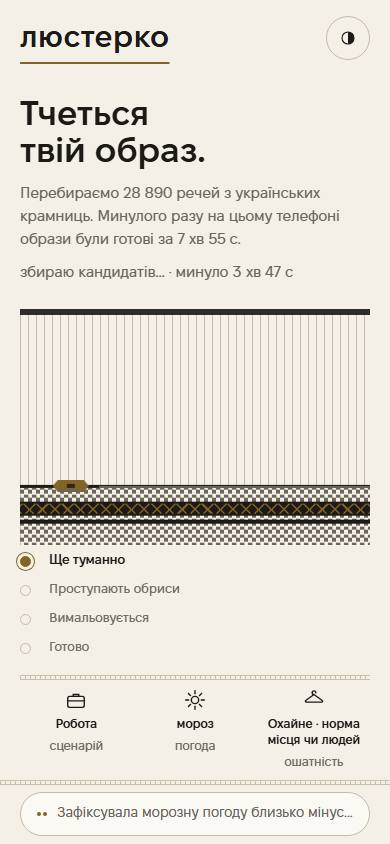 люстерко
Тчеться
твій образ.
Перебираємо 28 890 речей з українських
крамниць. Минулого разу на цьому телефоні
образи були готові за 7 хв 55 с.
збираю кандидатів... · минуло 3 хв 47 с
Ще туманно
Проступають обриси
Вимальовується
Готово
Робота
сценарій
мороз
погода
Охайне · норма
місця чи людей
ошатність
Зафіксувала морозну погоду близько мінус...